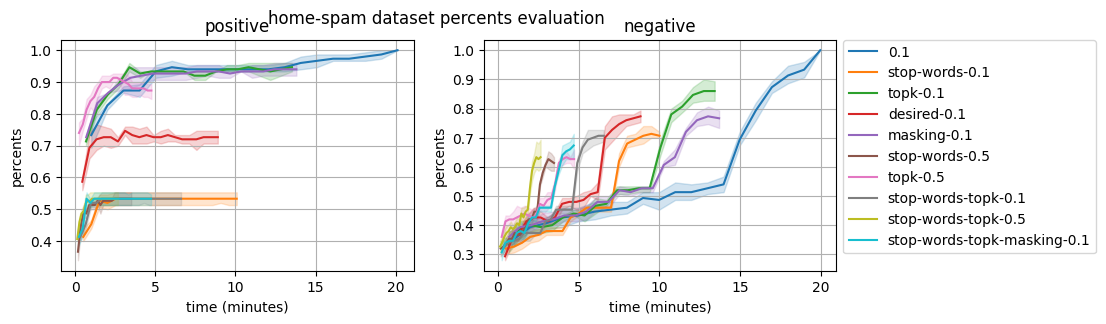 home-spam dataset percents evaluation
positive
1.0
0.9
0.8
0.7
0.6
0.5
0.4
percents
0
5
10
15
20
time (minutes)
negative
1.0
0.9
0.8
0.7
0.6
0.5
0.4
0.3
percents
0
5
10
15
20
time (minutes)
0.1
stop-words-0.1
topk-0.1
desired-0.1
masking-0.1
stop-words-0.5
topk-0.5
stop-words-topk-0.1
stop-words-topk-0.5
stop-words-topk-masking-0.1